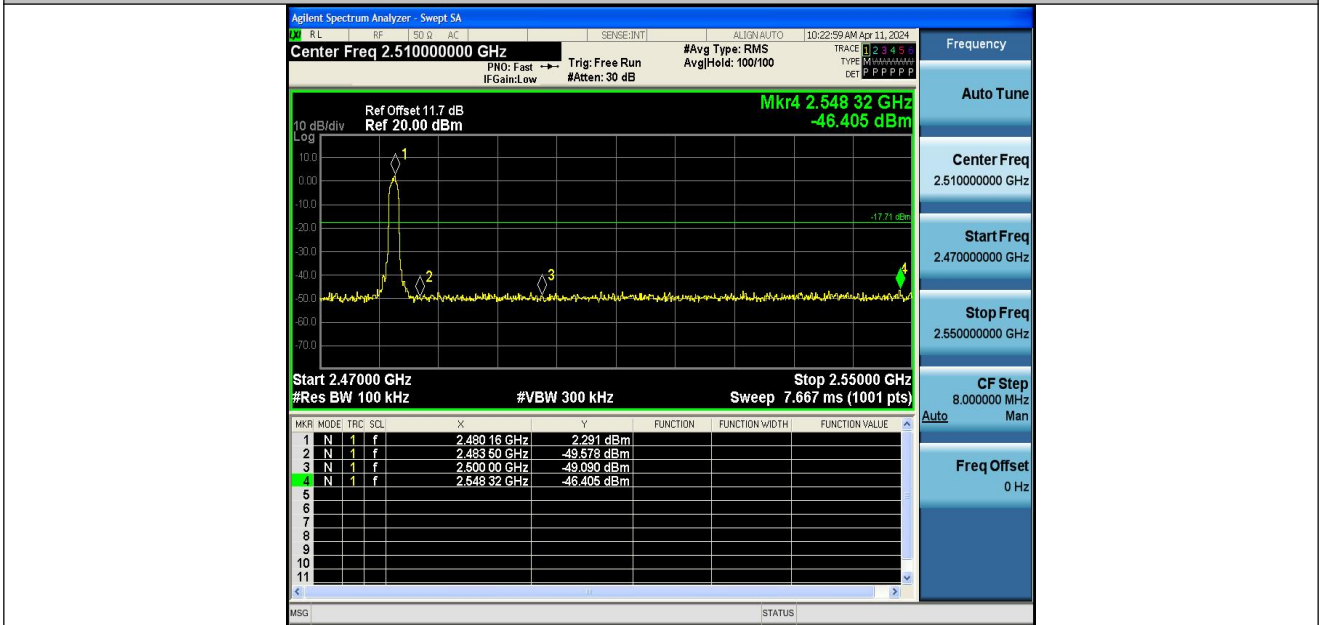 Agilent Spectrum Analyzer - Swept SA
LXI RL RF 50 Ω AC SENSE:INT ALIGN AUTO 10:22:59 AM Apr 11, 2024
Center Freq 2.510000000 GHz #Avg Type: RMS TRACE 1 2 3 4 5 6
PNO: Fast Trig: Free Run Avg|Hold: 100/100 TYPE M WWWWW
IFGain:Low #Atten: 30 dB DET P P P P P P
Mkr4 2.548 32 GHz
Ref Offset 11.7 dB
10 dB/div Ref 20.00 dBm -46.405 dBm
Log
10.0
0.00
-10.0
-20.0
-30.0
-40.0
-50.0
-60.0
-70.0
1
2
3
4
-17.71 dBm
Start 2.47000 GHz Stop 2.55000 GHz
#Res BW 100 kHz #VBW 300 kHz Sweep 7.667 ms (1001 pts)
MKR MODE TRC SCL X Y FUNCTION FUNCTION WIDTH FUNCTION VALUE
1 N 1 f 2.480 16 GHz 2.291 dBm
2 N 1 f 2.483 50 GHz -49.578 dBm
3 N 1 f 2.500 00 GHz -49.090 dBm
4 N 1 f 2.548 32 GHz -46.405 dBm
5
6
7
8
9
10
11
MSG STATUS
Frequency
Auto Tune
Center Freq
2.510000000 GHz
Start Freq
2.470000000 GHz
Stop Freq
2.550000000 GHz
CF Step
8.000000 MHz
Auto Man
Freq Offset
0 Hz